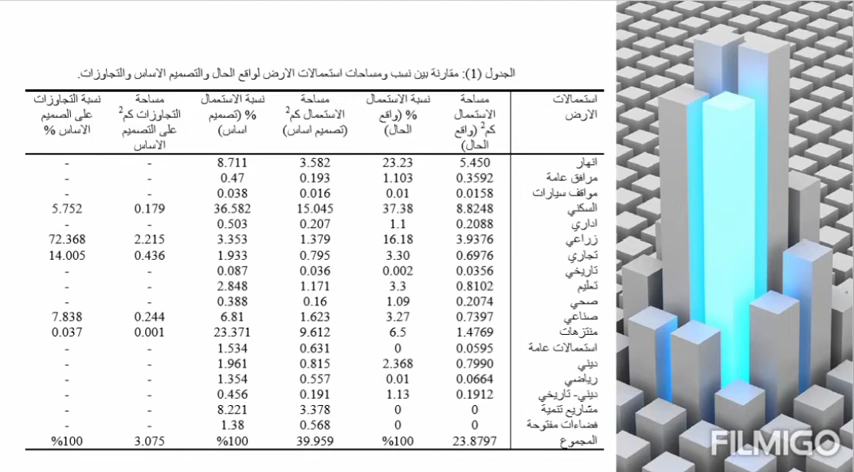 الجدول (1): مقارنة بين نسب ومساحات استعمالات الارض لواقع الحال والتصميم الاساس والتجاوزات.
استعمالات الارض | مساحة الاستعمال كم2 (واقع الحال) | نسبة الاستعمال % (واقع الحال) | مساحة الاستعمال كم2 (تصميم اساس) | نسبة الاستعمال % (تصميم اساس) | مساحة التجاوزات كم2 على التصميم الاساس | نسبة التجاوزات على الصميم الاساس %
انهار 5.450 23.23 3.582 8.711 - -
مرافق عامة 0.3592 1.103 0.193 0.47 - -
مواقف سيارات 0.0158 0.01 0.016 0.038 - -
السكني 8.8248 37.38 15.045 36.582 0.179 5.752
اداري 0.2088 1.1 0.207 0.503 - -
زراعي 3.9376 16.18 1.379 3.353 2.215 72.368
تجاري 0.6976 3.30 0.795 1.933 0.436 14.005
تاريخي 0.0356 0.002 0.036 0.087 - -
تعليم 0.8102 3.3 1.171 2.848 - -
صحي 0.2074 1.09 0.16 0.388 - -
صناعي 0.7397 3.27 1.623 6.81 0.244 7.838
منتزهات 1.4769 6.5 9.612 23.371 0.001 0.037
استعمالات عامة 0.0595 0 0.631 1.534 - -
ديني 0.7990 2.368 0.815 1.961 - -
رياضي 0.0664 0.01 0.557 1.354 - -
ديني- تاريخي 0.1912 1.13 0.191 0.456 - -
مشاريع تنمية 0 0 3.378 8.221 - -
فضاءات مفتوحة 0 0 0.568 1.38 - -
المجموع 23.8797 %100 39.959 %100 3.075 %100
FILMIGO